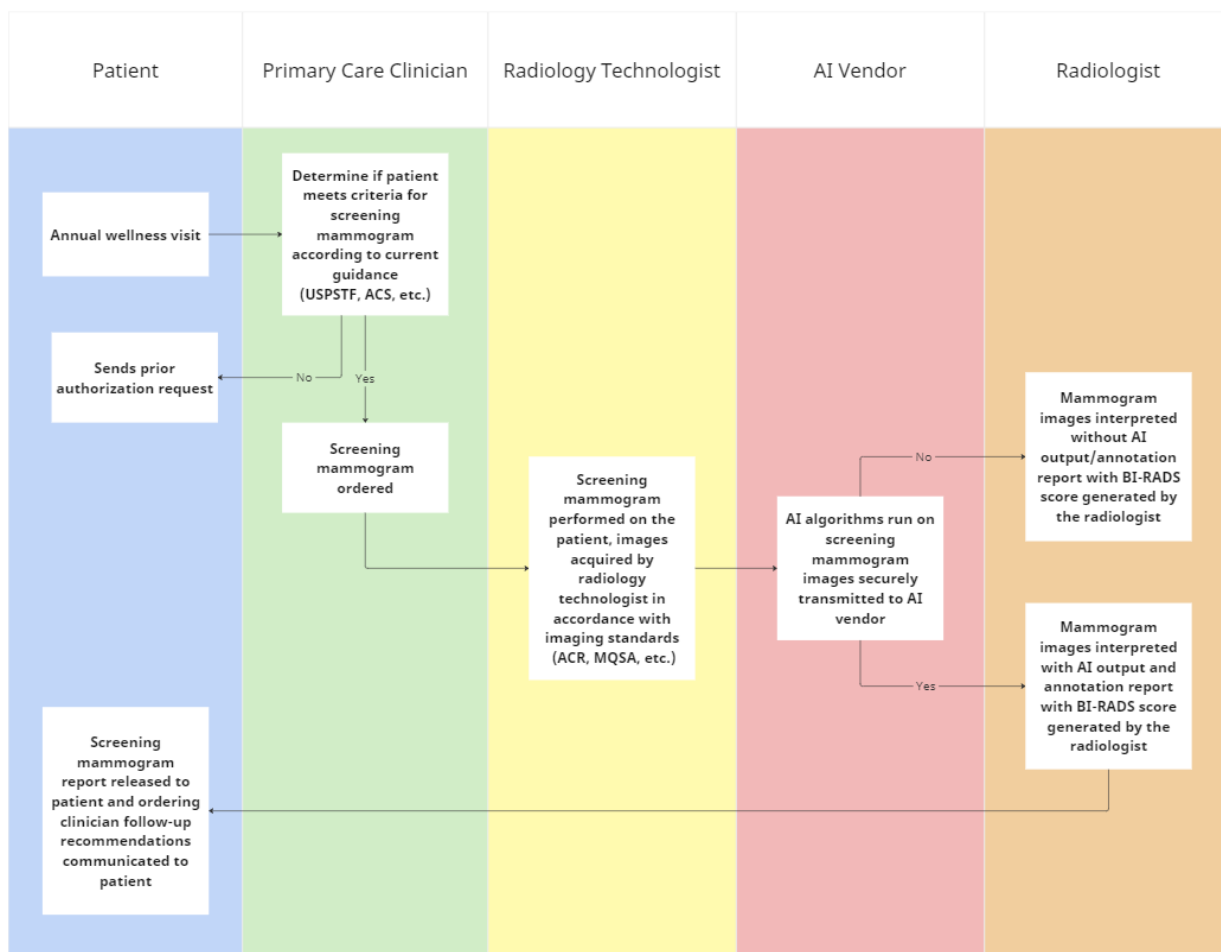 Patient
Primary Care Clinician
Radiology Technologist
AI Vendor
Radiologist
Annual wellness visit
Determine if patient
meets criteria for
screening
mammogram
according to current
guidance
(USPSTF, ACS, etc.)
Sends prior
authorization request
No
Yes
Screening
mammogram
ordered
Screening
mammogram
performed on the
patient, images
acquired by
radiology
technologist in
accordance with
imaging standards
(ACR, MQSA, etc.)
AI algorithms run on
screening
mammogram
images securely
transmitted to AI
vendor
No
Yes
Mammogram
images interpreted
without AI
output/annotation
report with BI-RADS
score generated by
the radiologist
Mammogram
images interpreted
with AI output and
annotation report
with BI-RADS score
generated by the
radiologist
Screening
mammogram
report released to
patient and ordering
clinician follow-up
recommendations
communicated to
patient